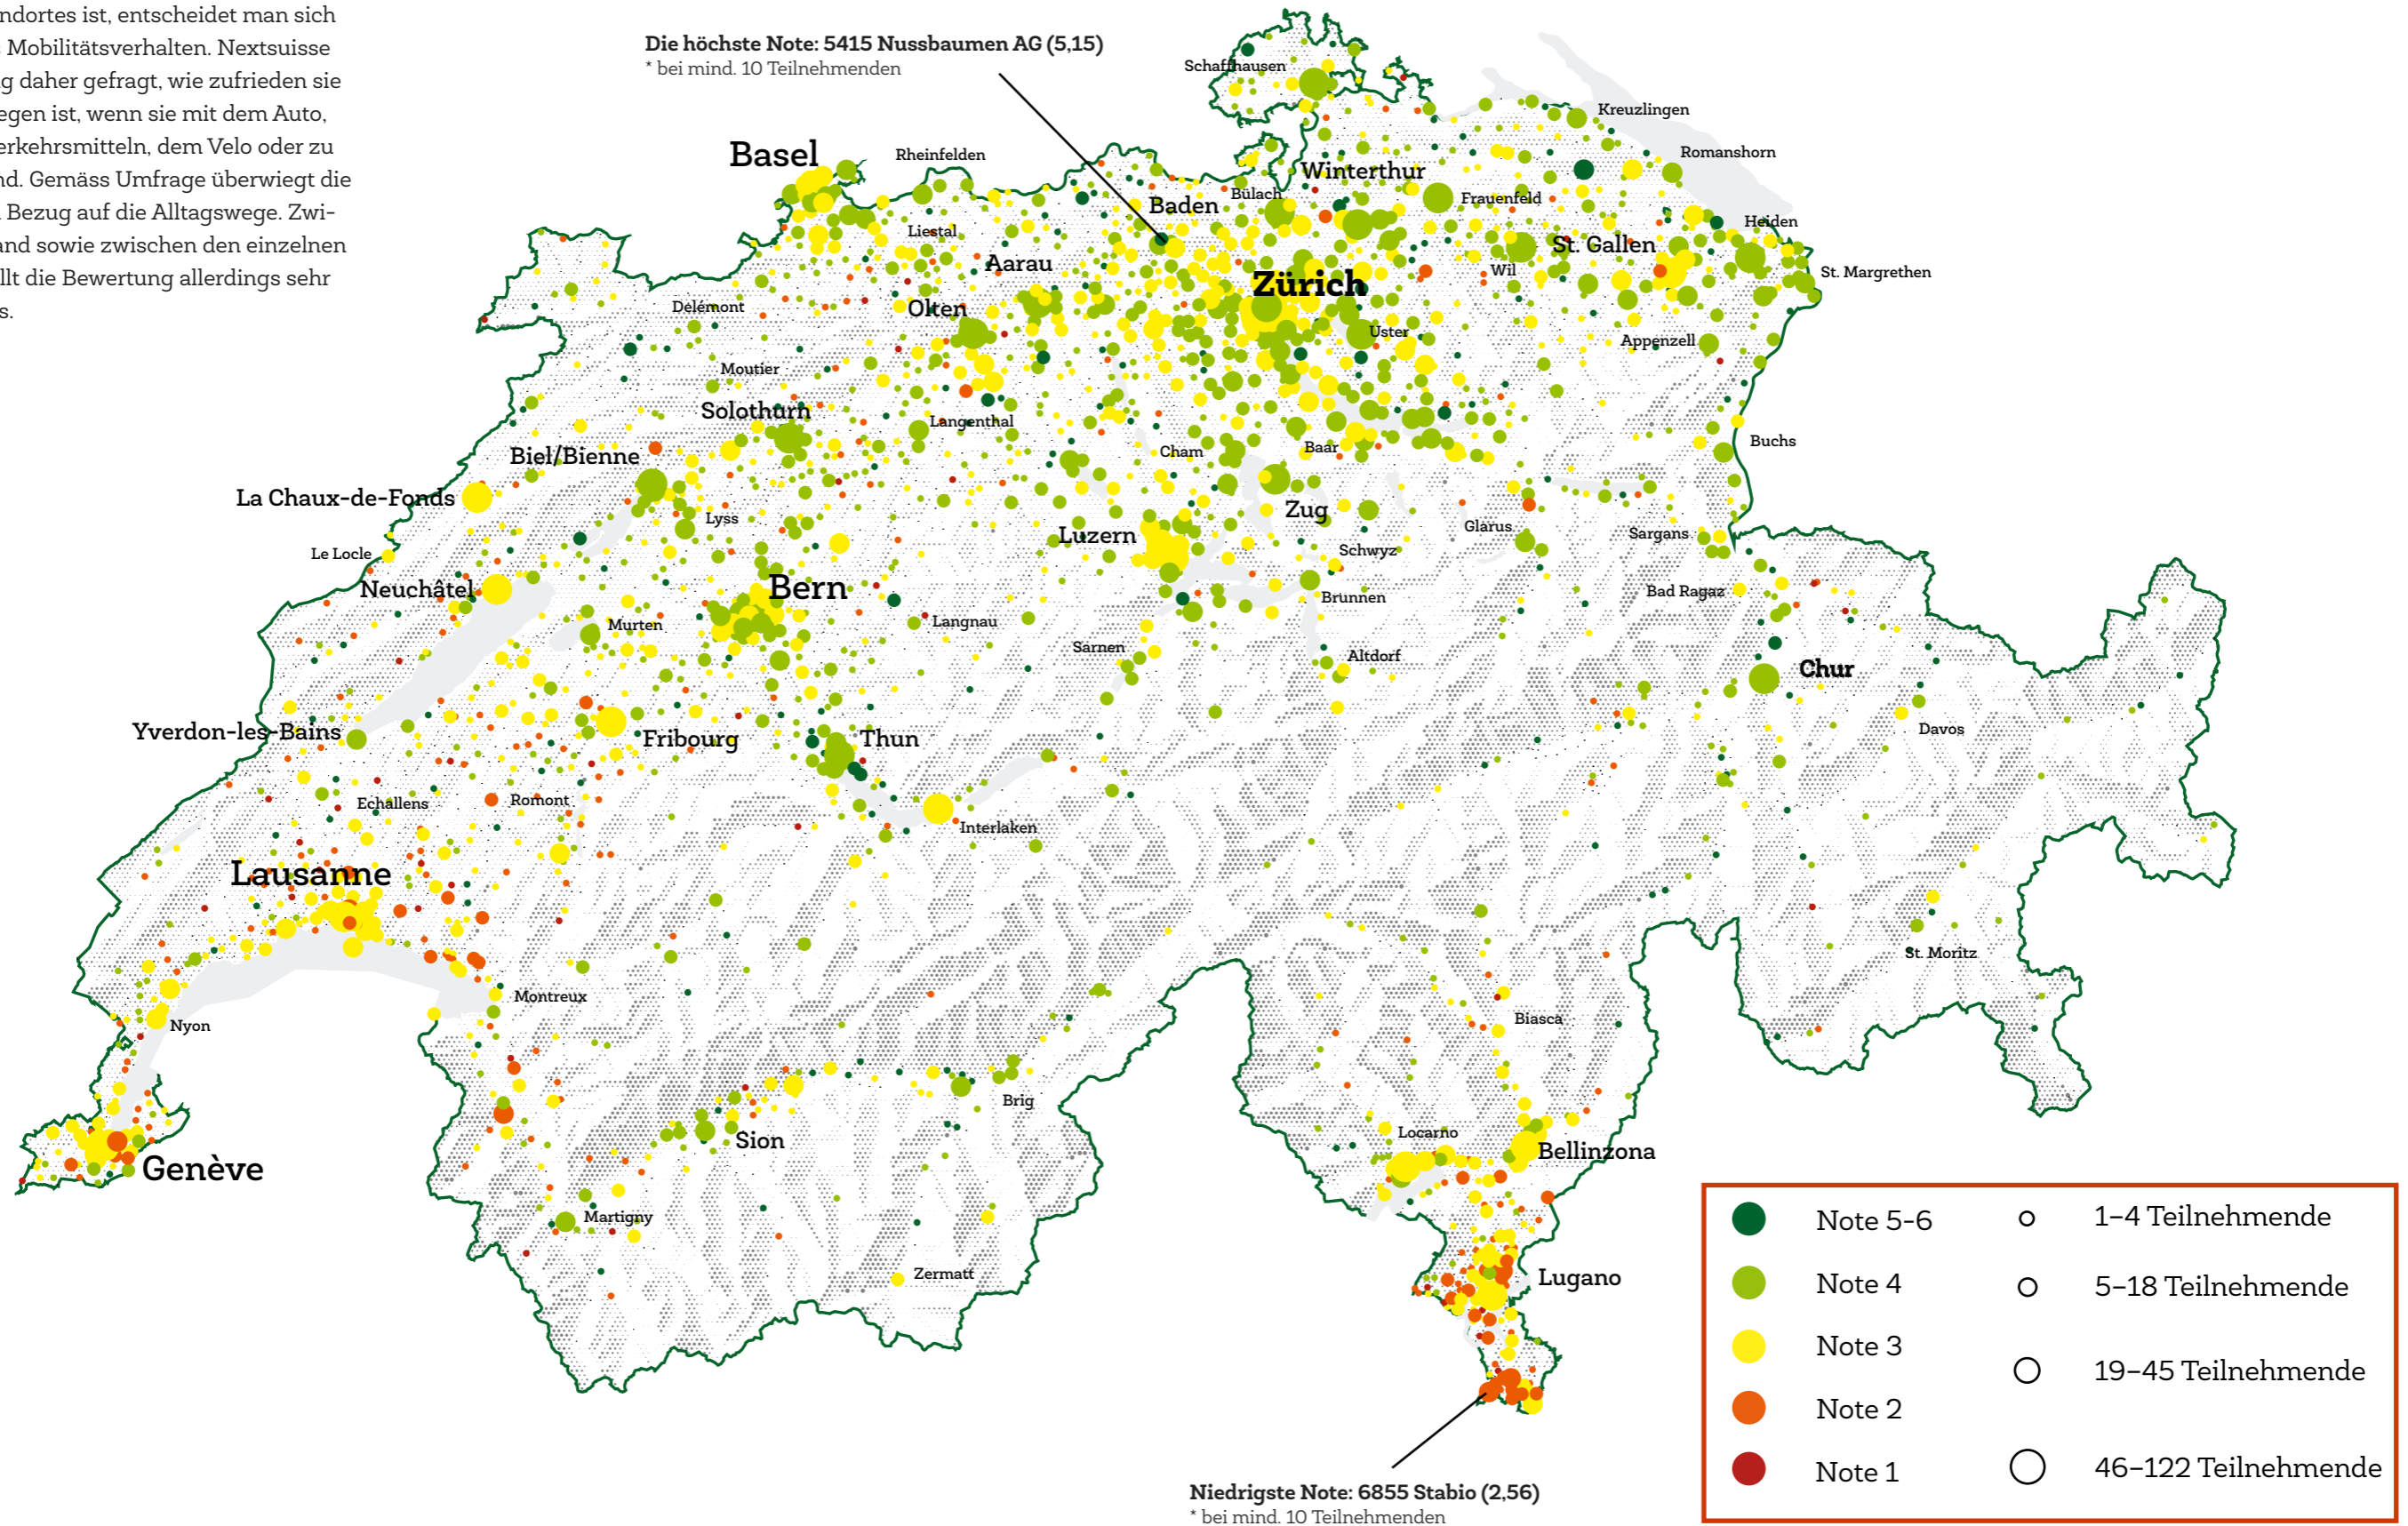 ndortes ist, entscheidet man sich
s Mobilitätsverhalten. Nextsuisse
g daher gefragt, wie zufrieden sie
egen ist, wenn sie mit dem Auto,
erkehrsmitteln, dem Velo oder zu
nd. Gemäss Umfrage überwiegt die
Bezug auf die Alltagswege. Zwi-
and sowie zwischen den einzelnen
llt die Bewertung allerdings sehr
s.
Die höchste Note: 5415 Nussbaumen AG (5,15)
* bei mind. 10 Teilnehmenden
Schaffhausen
Kreuzlingen
Basel
Rheinfelden
Winterthur
Romanshorn
Bülach
Baden
Frauenfeld
Liestal
Heiden
St. Gallen
Aarau
Wil
St. Margrethen
Zürich
Délémont
Olten
Uster
Appenzell
Moutier
Solothurn
Langenthal
Buchs
Biel/Bienne
Cham
Baar
La Chaux-de-Fonds
Lyss
Zug
Glarus
Luzern
Sargans
Le Locle
Schwyz
Neuchâtel
Bern
Bad Ragaz
Brunnen
Murten
Langnau
Sarnen
Altdorf
Chur
Yverdon-les-Bains
Fribourg
Thun
Davos
Echallens
Romont
Interlaken
Lausanne
St. Moritz
Montreux
Nyon
Biasca
Brig
Sion
Locarno
Bellinzona
Genève
Martigny
Zermatt
Lugano
Note 5-6
1–4 Teilnehmende
Note 4
5–18 Teilnehmende
Note 3
19–45 Teilnehmende
Note 2
46–122 Teilnehmende
Note 1
Niedrigste Note: 6855 Stabio (2,56)
* bei mind. 10 Teilnehmenden